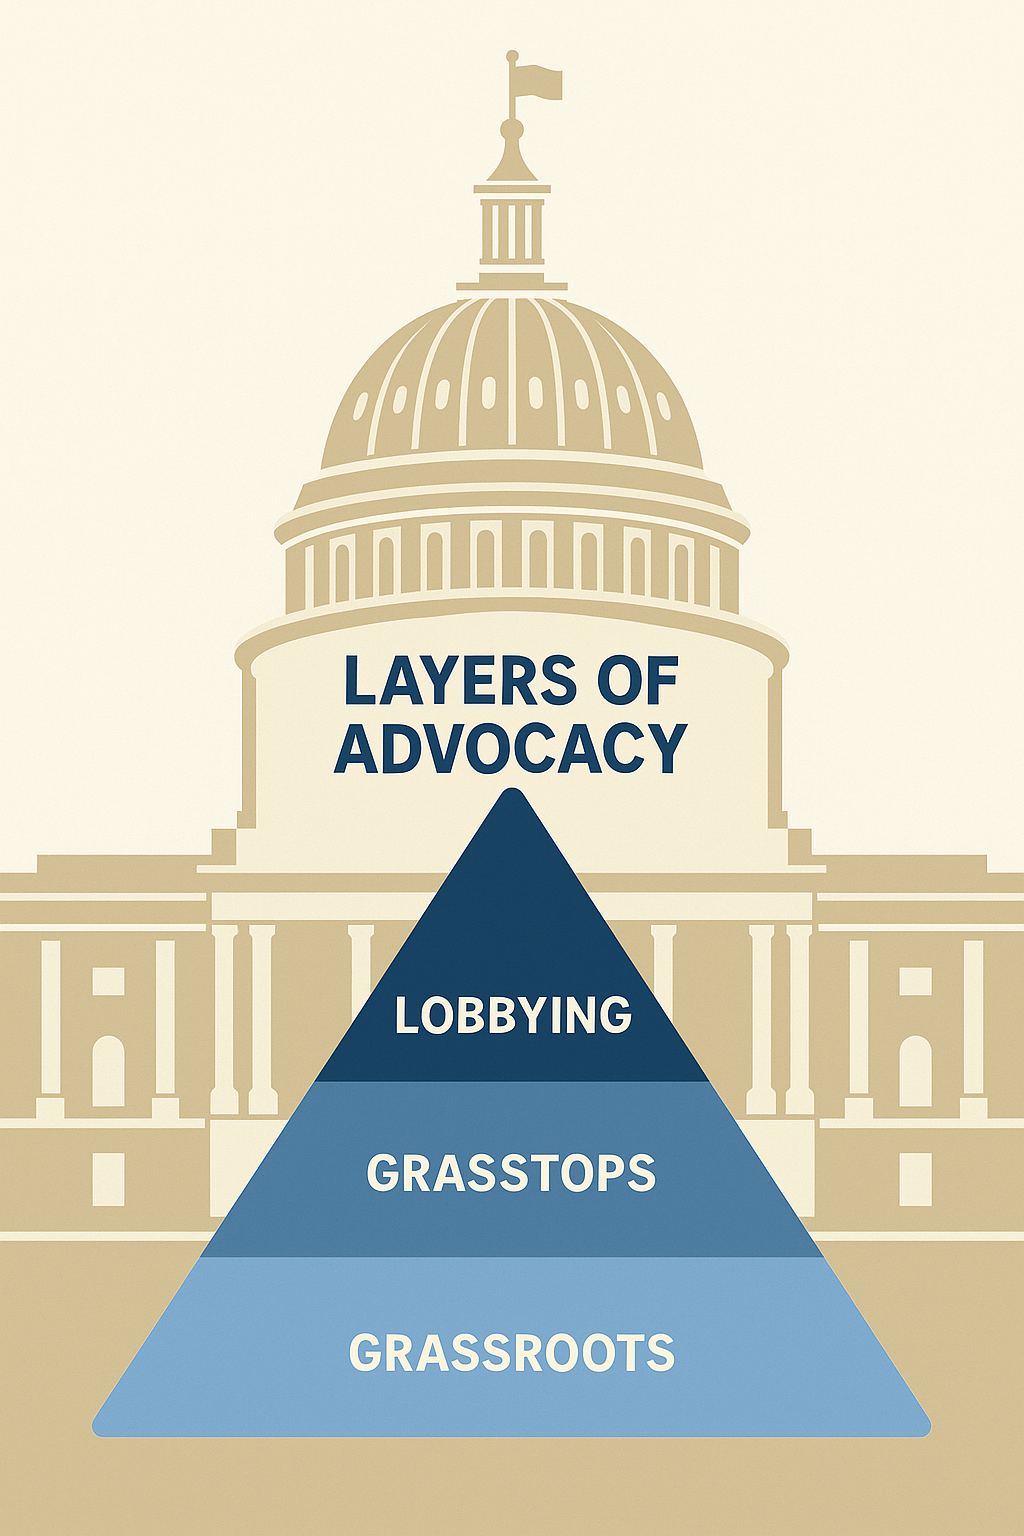 LAYERS OF
ADVOCACY
LOBBYING
GRASSTOPS
GRASSROOTS